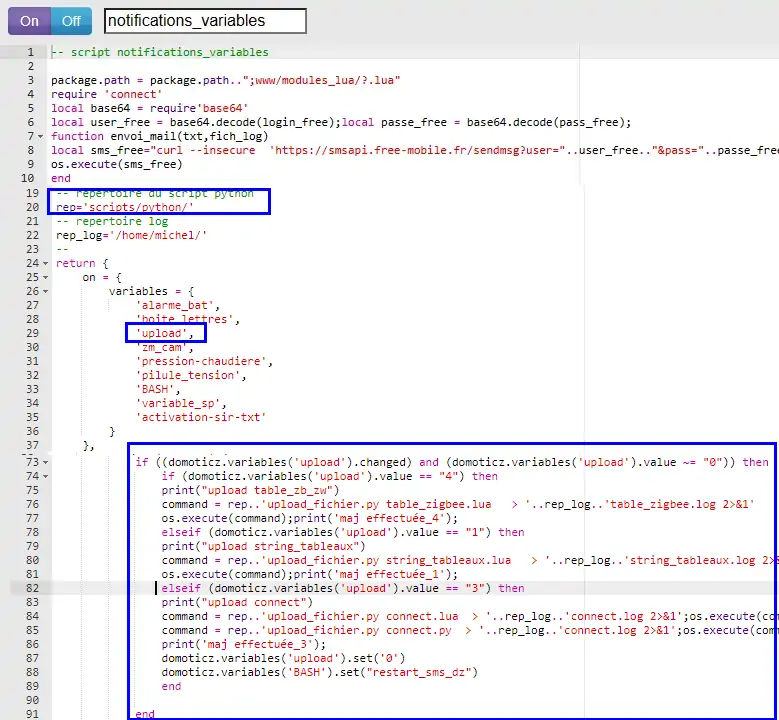 On Off notifications_variables
1 -- script notifications_variables
2
3 package.path = package.path..";www/modules_lua/?.lua"
4 require 'connect'
5 local base64 = require'base64'
6 local user_free = base64.decode(login_free);local passe_free = base64.decode(pass_free);
7 function envoi_mail(txt,fich_log)
8 local sms_free="curl --insecure  'https://smsapi.free-mobile.fr/sendmsg?user="..user_free.."&pass="..passe_free
9 os.execute(sms_free)
10 end
19 -- repertoire du script python
20 rep='scripts/python/'
21 -- repertoire log
22 rep_log='/home/michel/'
23 --
24 return {
25 on = {
26 variables = {
27 'alarme_bat',
28 'boite_lettres',
29 'upload',
30 'zm_cam',
31 'pression-chaudiere',
32 'pilule_tension',
33 'BASH',
34 'variable_sp',
35 'activation-sir-txt'
36 }
37 },
73 if ((domoticz.variables('upload').changed) and (domoticz.variables('upload').value ~= "0")) then
74 if (domoticz.variables('upload').value == "4") then
75 print("upload table_zb_zw")
76 command = rep..'upload_fichier.py table_zigbee.lua   > '..rep_log..'table_zigbee.log 2>&1'
77 os.execute(command);print('maj effectuée_4');
78 elseif (domoticz.variables('upload').value == "1") then
79 print("upload string_tableaux")
80 command = rep..'upload_fichier.py string_tableaux.lua   > '..rep_log..'string_tableaux.log 2>&
81 os.execute(command);print('maj effectuée_1');
82 elseif (domoticz.variables('upload').value == "3") then
83 print("upload connect")
84 command = rep..'upload_fichier.py connect.lua  > '..rep_log..'connect.log 2>&1';os.execute(com
85 command = rep..'upload_fichier.py connect.py  > '..rep_log..'connect.log 2>&1';os.execute(comm
86 print('maj effectuée_3');
87 domoticz.variables('upload').set('0')
88 domoticz.variables('BASH').set("restart_sms_dz")
89 end
90
91 end